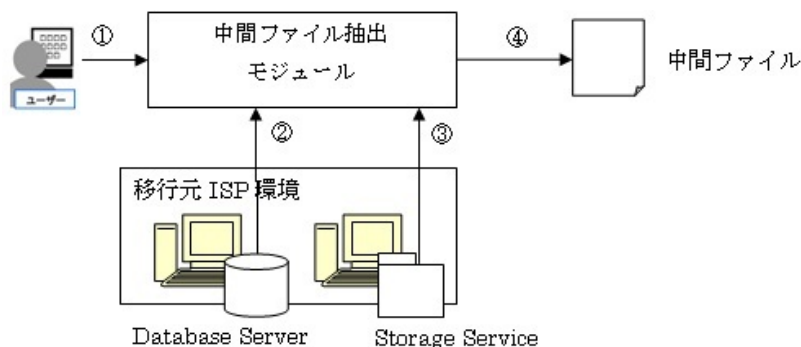 ①
中間ファイル抽出
モジュール
④
中間ファイル
ユーザー
②
③
移行元 ISP 環境
Database Server
Storage Service